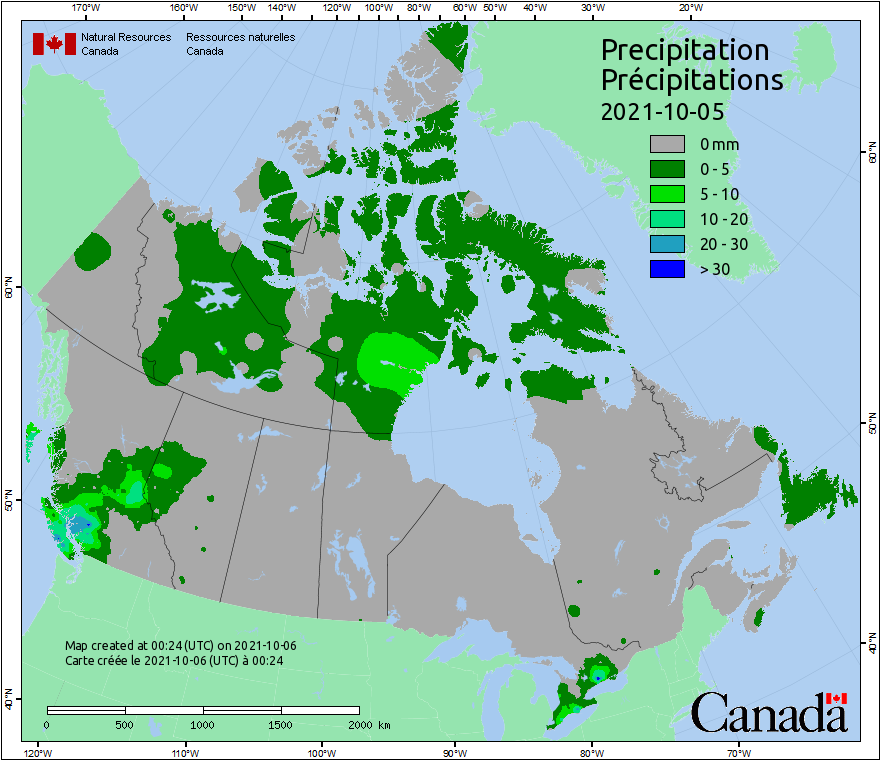 170°W 160°W 150°W 140°W 130°W 120°W 110°W 100°W 90°W 80°W 60°W 50°W 40°W 30°W 20°W
Natural Resources Canada
Ressources naturelles Canada
Precipitation
Précipitations
2021-10-05
0 mm
0 - 5
5 - 10
10 - 20
20 - 30
> 30
60°N
50°N
40°N
60°N
50°N
40°N
Map created at 00:24 (UTC) on 2021-10-06
Carte créée le 2021-10-06 (UTC) à 00:24
0 500 1000 1500 2000 km
Canada
120°W 110°W 100°W 90°W 80°W 70°W